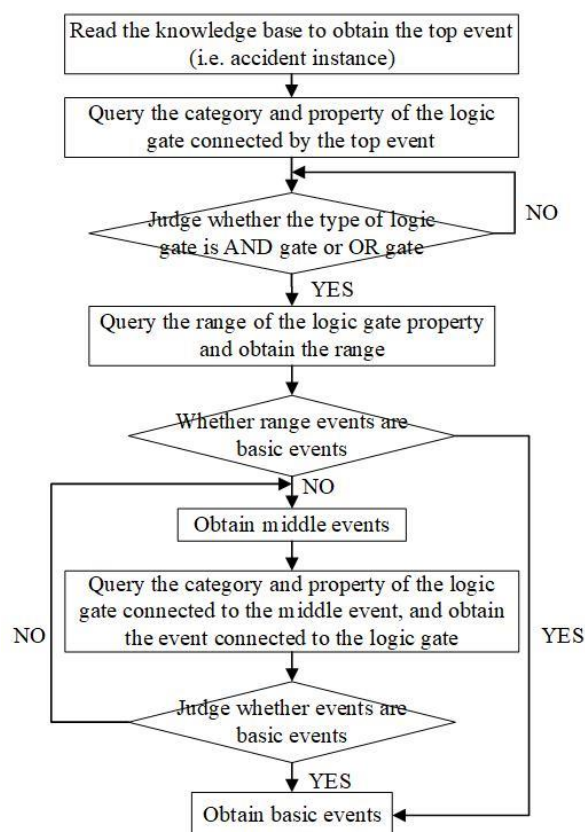 Read the knowledge base to obtain the top event
(i.e. accident instance)
Query the category and property of the logic
gate connected by the top event
Judge whether the type of logic
gate is AND gate or OR gate
NO
YES
Query the range of the logic gate property
and obtain the range
Whether range events are
basic events
NO
Obtain middle events
Query the category and property of the logic
gate connected to the middle event, and obtain
the event connected to the logic gate
NO
YES
Judge whether events are
basic events
YES
Obtain basic events